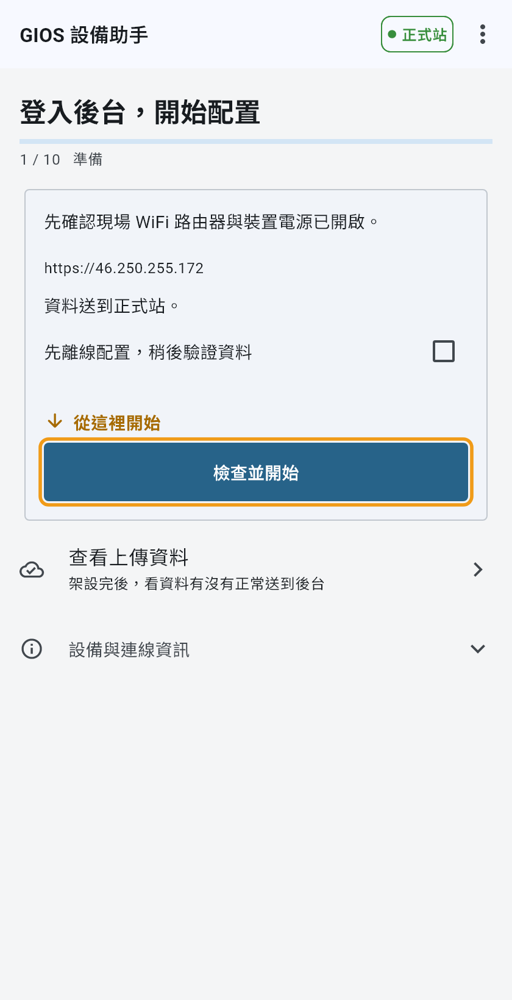 GIOS 設備助手
正式站
登入後台，開始配置
1 / 10 準備
先確認現場 WiFi 路由器與裝置電源已開啟。
https://46.250.255.172
資料送到正式站。
先離線配置，稍後驗證資料
從這裡開始
檢查並開始
查看上傳資料
架設完後，看資料有沒有正常送到後台
設備與連線資訊